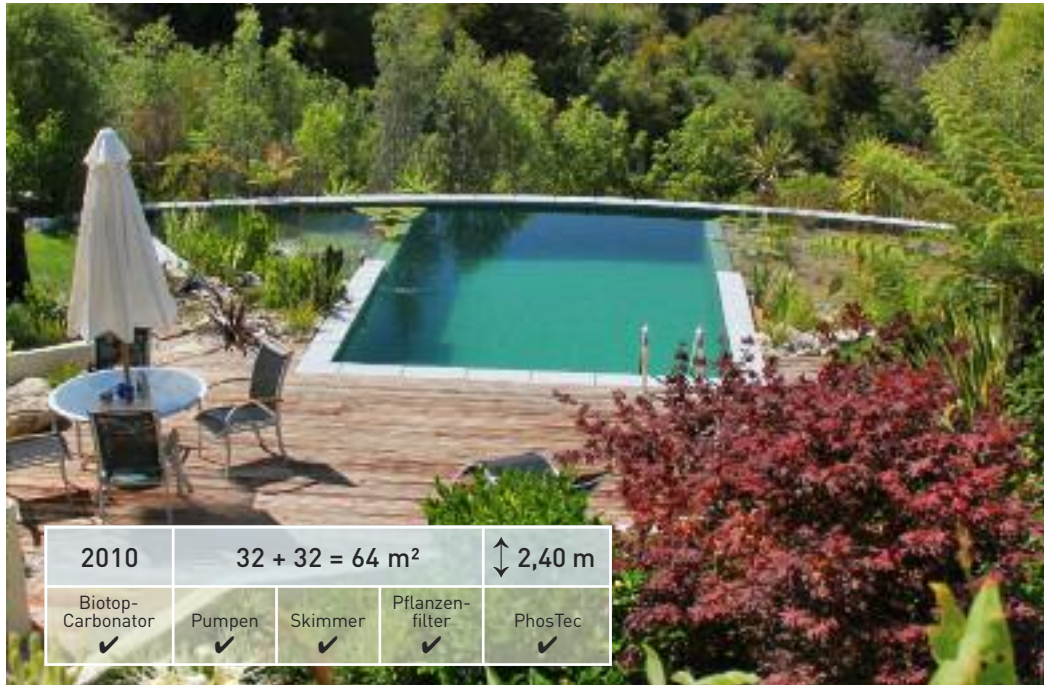 2010 32 + 32 = 64 m² ↕ 2,40 m
Biotop-
Carbonator ✔
Pumpen ✔
Skimmer ✔
Pflanzen-
filter ✔
PhosTec ✔